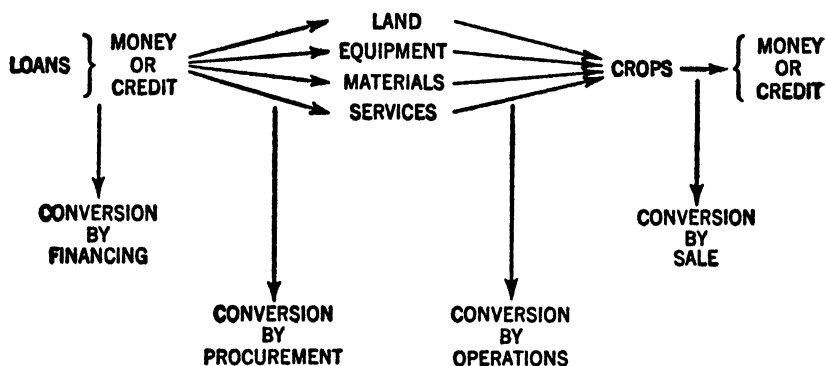 LOANS
MONEY
OR
CREDIT
LAND
EQUIPMENT
MATERIALS
SERVICES
CROPS
MONEY
OR
CREDIT
CONVERSION
BY
FINANCING
CONVERSION
BY
PROCUREMENT
CONVERSION
BY
OPERATIONS
CONVERSION
BY
SALE